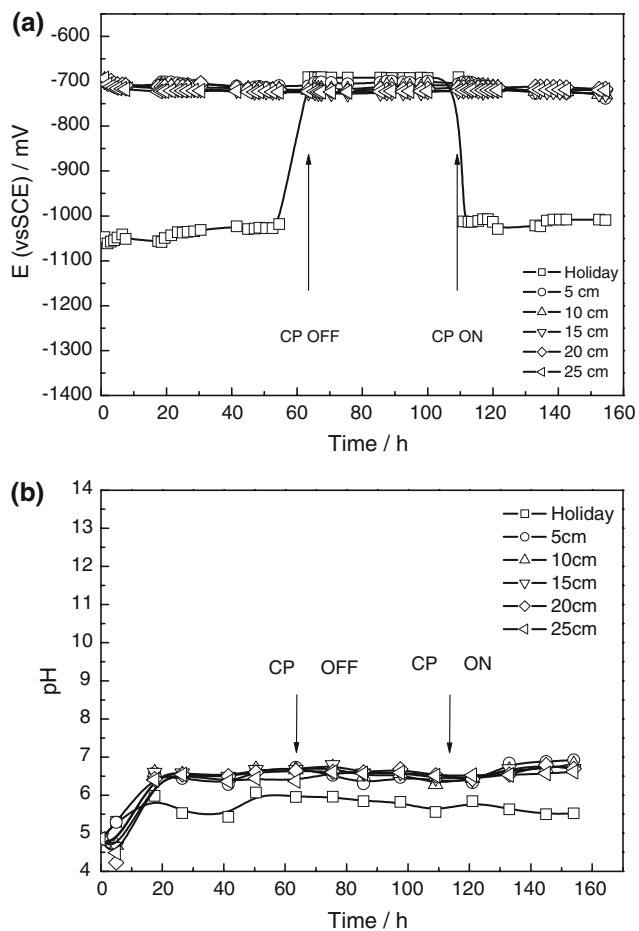 (a)
-600
-700
-800
-900
-1000
-1100
-1200
-1300
-1400
E (vsSCE) / mV
CP OFF
CP ON
Holiday
5 cm
10 cm
15 cm
20 cm
25 cm
0 20 40 60 80 100 120 140 160
Time / h
(b)
14
13
12
11
10
9
8
7
6
5
4
pH
Holiday
5cm
10cm
15cm
20cm
25cm
CP OFF
CP ON
0 20 40 60 80 100 120 140 160
Time / h